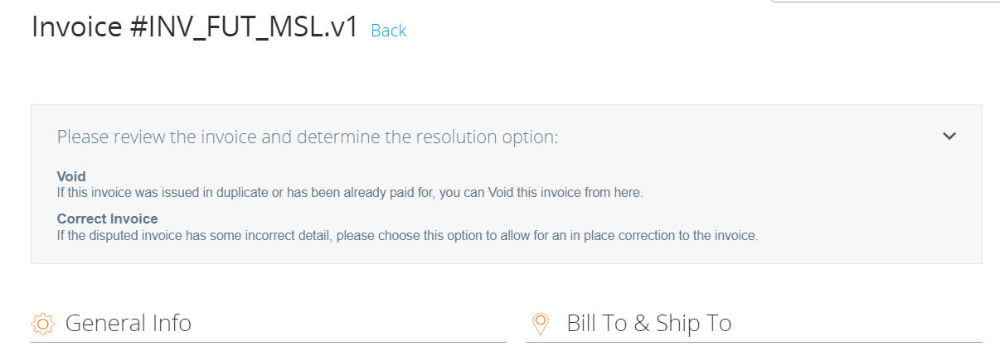 Invoice #INV_FUT_MSL.v1 Back
Please review the invoice and determine the resolution option:
Void
If this invoice was issued in duplicate or has been already paid for, you can Void this invoice from here.
Correct Invoice
If the disputed invoice has some incorrect detail, please choose this option to allow for an in place correction to the invoice.
General Info
Bill To & Ship To